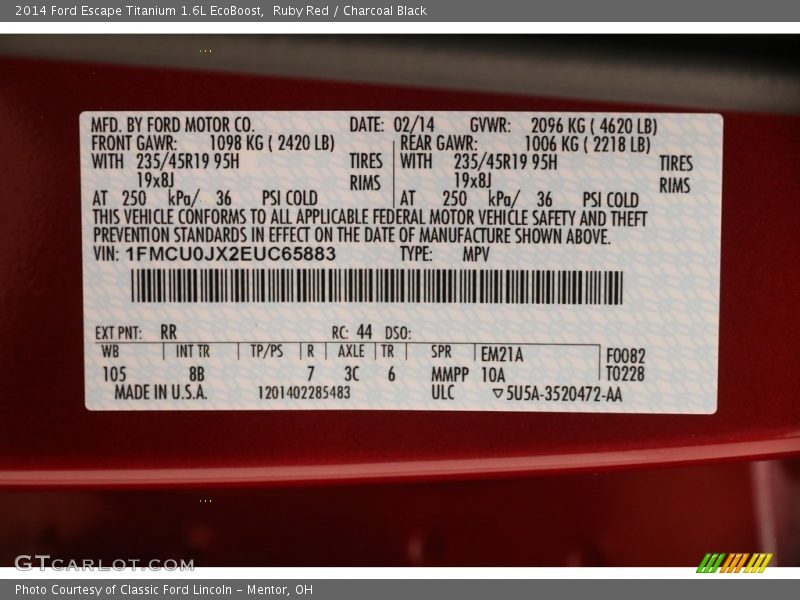 2014 Ford Escape Titanium 1.6L EcoBoost, Ruby Red / Charcoal Black
MFD. BY FORD MOTOR CO. DATE: 02/14 GVWR: 2096 KG ( 4620 LB)
FRONT GAWR: 1098 KG ( 2420 LB) REAR GAWR: 1006 KG ( 2218 LB)
WITH 235/45R19 95H TIRES WITH 235/45R19 95H TIRES
19x8J RIMS 19x8J RIMS
AT 250 kPa/ 36 PSI COLD AT 250 kPa/ 36 PSI COLD
THIS VEHICLE CONFORMS TO ALL APPLICABLE FEDERAL MOTOR VEHICLE SAFETY AND THEFT
PREVENTION STANDARDS IN EFFECT ON THE DATE OF MANUFACTURE SHOWN ABOVE.
VIN: 1FMCU0JX2EUC65883 TYPE: MPV
EXT PNT: RR RC: 44 DSO:
WB INT TR TP/PS R AXLE TR SPR EM21A F0082
105 8B 7 3C 6 MMPP 10A T0228
MADE IN U.S.A. 1201402285483 ULC ▽5U5A-3520472-AA
GTCARLOT.COM
Photo Courtesy of Classic Ford Lincoln - Mentor, OH